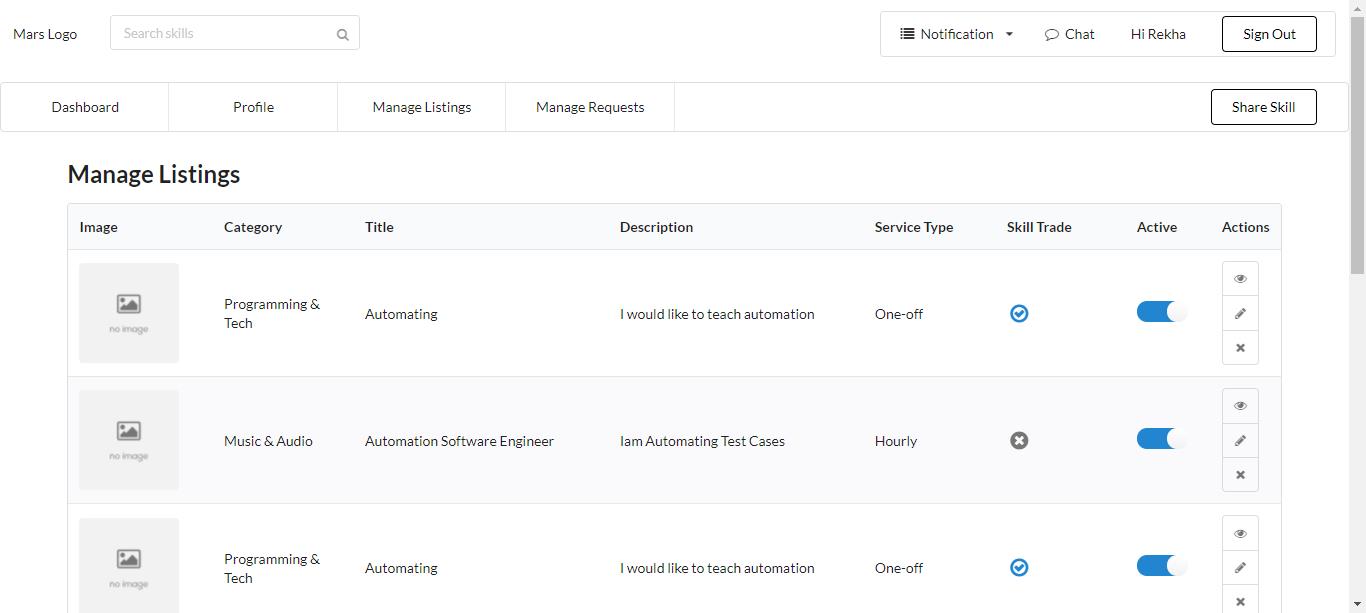 Mars Logo
Search skills
Notification
Chat
Hi Rekha
Sign Out
Dashboard
Profile
Manage Listings
Manage Requests
Share Skill
Manage Listings
Image Category Title Description Service Type Skill Trade Active Actions
no image
Programming &
Tech
Automating
I would like to teach automation
One-off
no image
Music & Audio
Automation Software Engineer
Iam Automating Test Cases
Hourly
no image
Programming &
Tech
Automating
I would like to teach automation
One-off